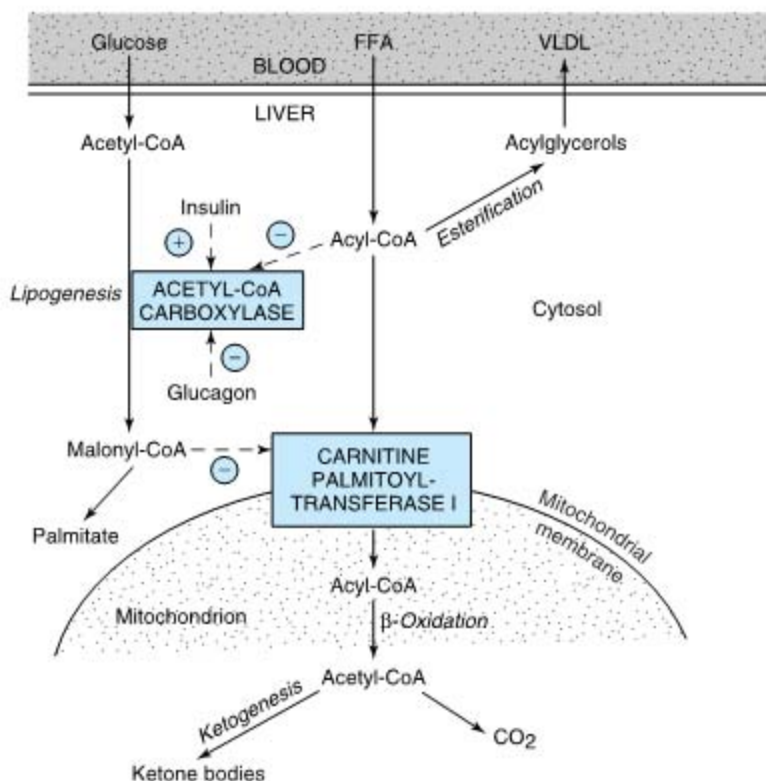 Glucose
FFA
VLDL
BLOOD
LIVER
Acetyl-CoA
Acylglycerols
Insulin
Esterification
+
−
Acyl-CoA
Lipogenesis
ACETYL-CoA
CARBOXYLASE
Cytosol
−
Glucagon
Malonyl-CoA
−
CARNITINE
PALMITOYL-
TRANSFERASE I
Mitochondrial
membrane
Palmitate
Acyl-CoA
Mitochondrion
β-Oxidation
Acetyl-CoA
Ketogenesis
CO2
Ketone bodies